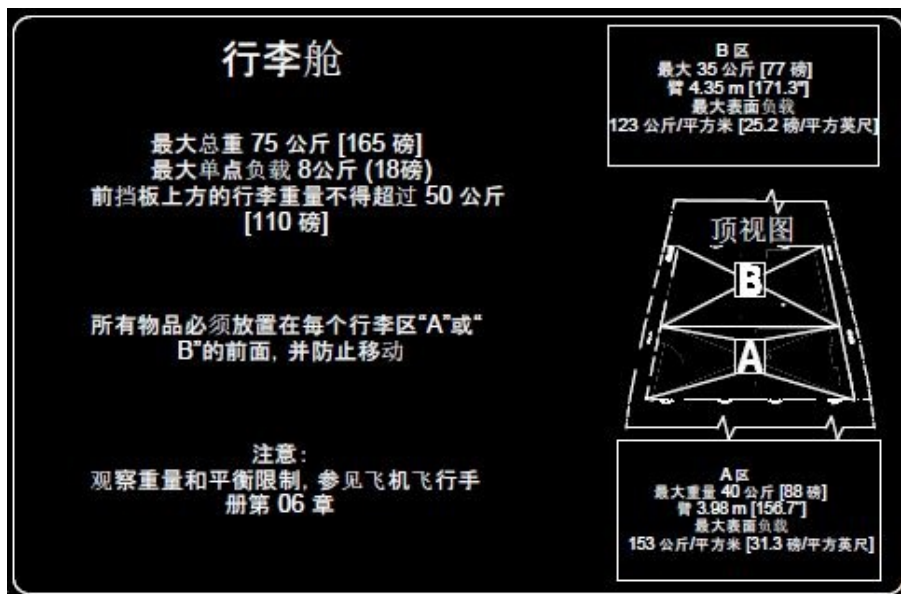 行李舱
最大总重 75 公斤 [165 磅]
最大单点负载 8公斤 (18磅)
前挡板上方的行李重量不得超过 50 公斤
[110 磅]
所有物品必须放置在每个行李区“A”或“
B”的前面, 并防止移动
注意:
观察重量和平衡限制, 参见飞机飞行手
册第 06 章
B 区
最大 35 公斤 [77 磅]
臂 4.35 m [171.3"]
最大表面负载
123 公斤/平方米 [25.2 磅/平方英尺]
顶视图
B
A
A 区
最大重量 40 公斤 [88 磅]
臂 3.98 m [156.7"]
最大表面负载
153 公斤/平方米 [31.3 磅/平方英尺]